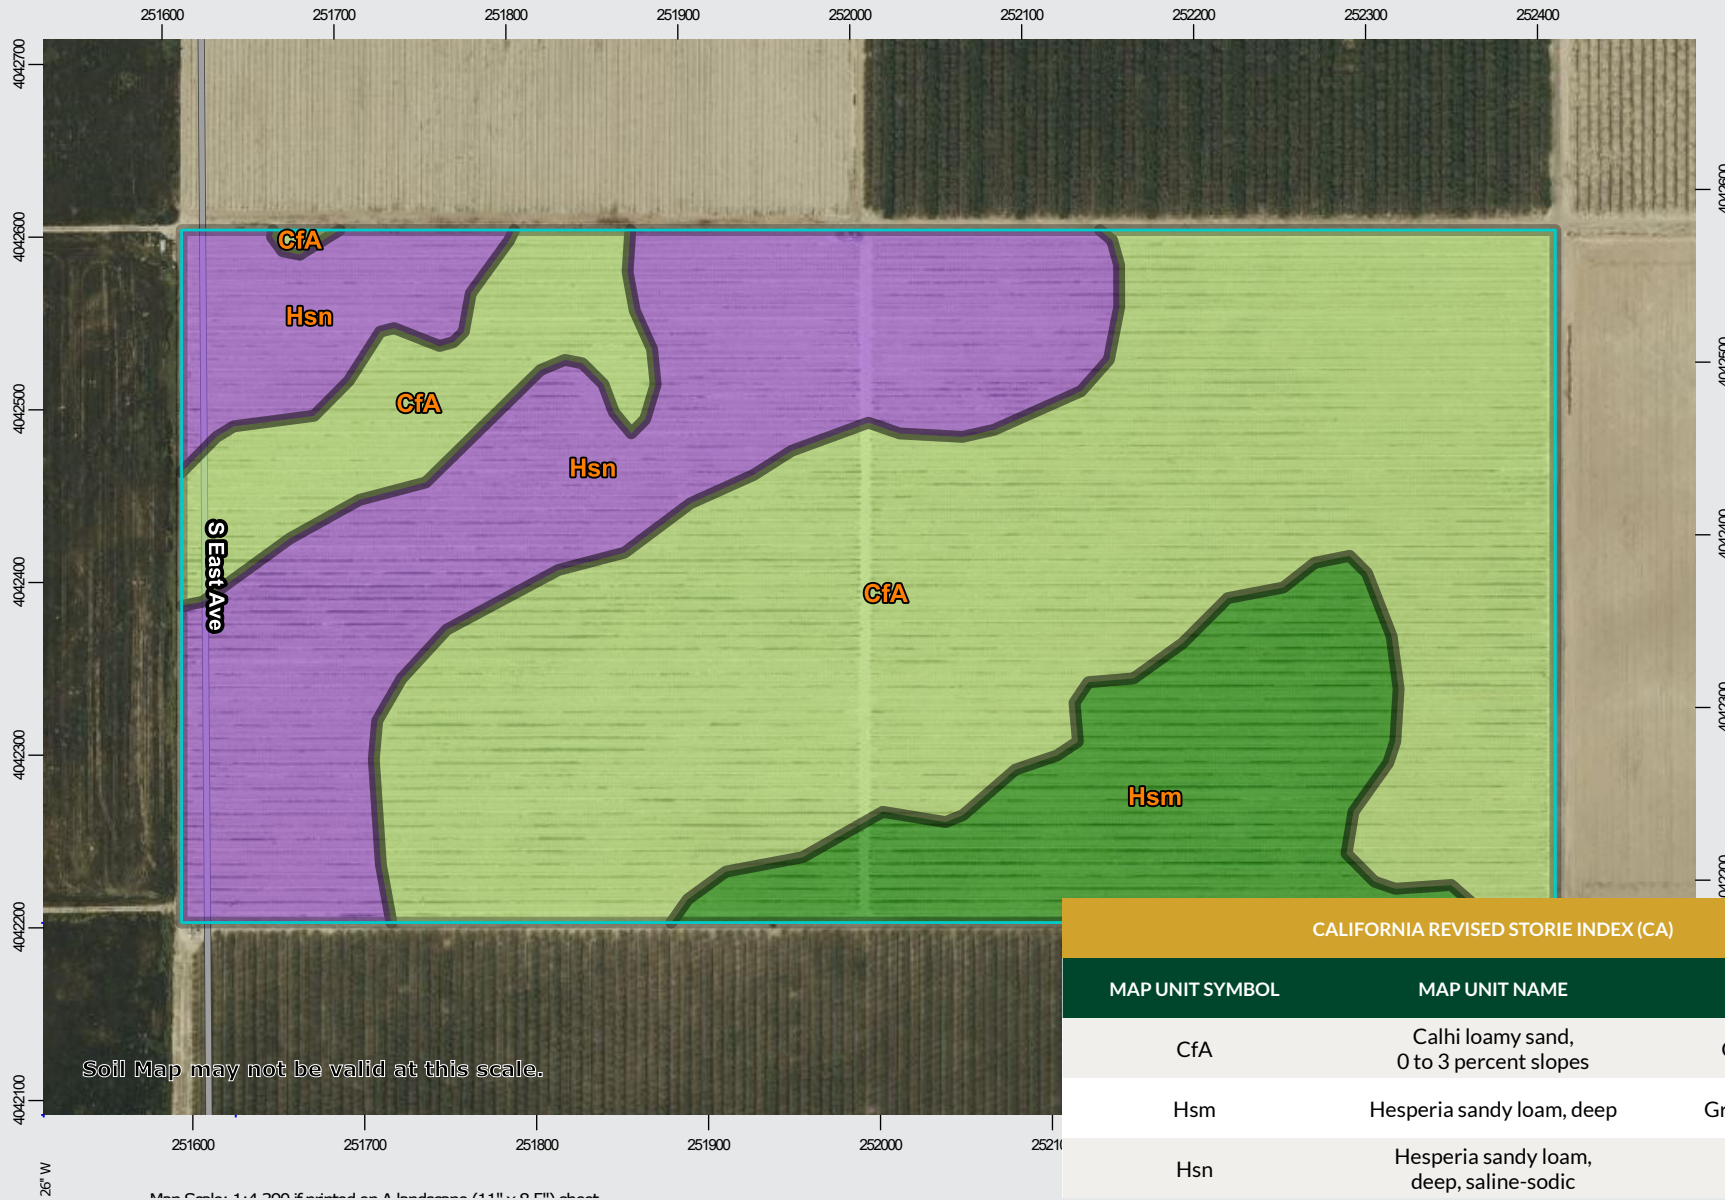 251600 251700 251800 251900 252000 252100 252200 252300 252400
4042700
4042600
4042500
4042400
4042300
4042200
4042100
CfA
Hsn
CfA
Hsn
S East Ave
CfA
Hsm
Soil Map may not be valid at this scale.
251600 251700 251800 251900 252000
26" W
CALIFORNIA REVISED STORIE INDEX (CA)
MAP UNIT SYMBOL MAP UNIT NAME
CfA Calhi loamy sand,
0 to 3 percent slopes
Hsm Hesperia sandy loam, deep
Hsn Hesperia sandy loam,
deep, saline-sodic